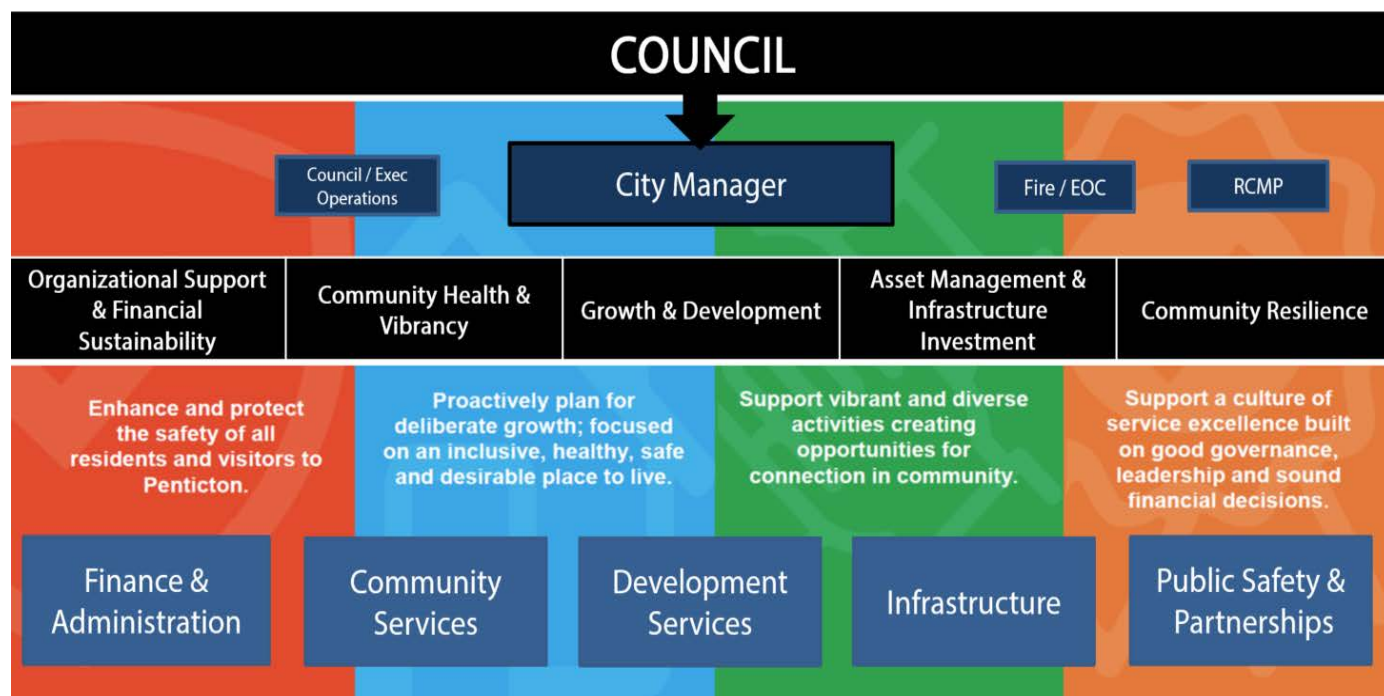 COUNCIL
Council / Exec
Operations
City Manager
Fire / EOC
RCMP
Organizational Support
& Financial
Sustainability
Community Health &
Vibrancy
Growth & Development
Asset Management &
Infrastructure
Investment
Community Resilience
Enhance and protect
the safety of all
residents and visitors to
Penticton.
Proactively plan for
deliberate growth; focused
on an inclusive, healthy, safe
and desirable place to live.
Support vibrant and diverse
activities creating
opportunities for
connection in community.
Support a culture of
service excellence built
on good governance,
leadership and sound
financial decisions.
Finance &
Administration
Community
Services
Development
Services
Infrastructure
Public Safety &
Partnerships